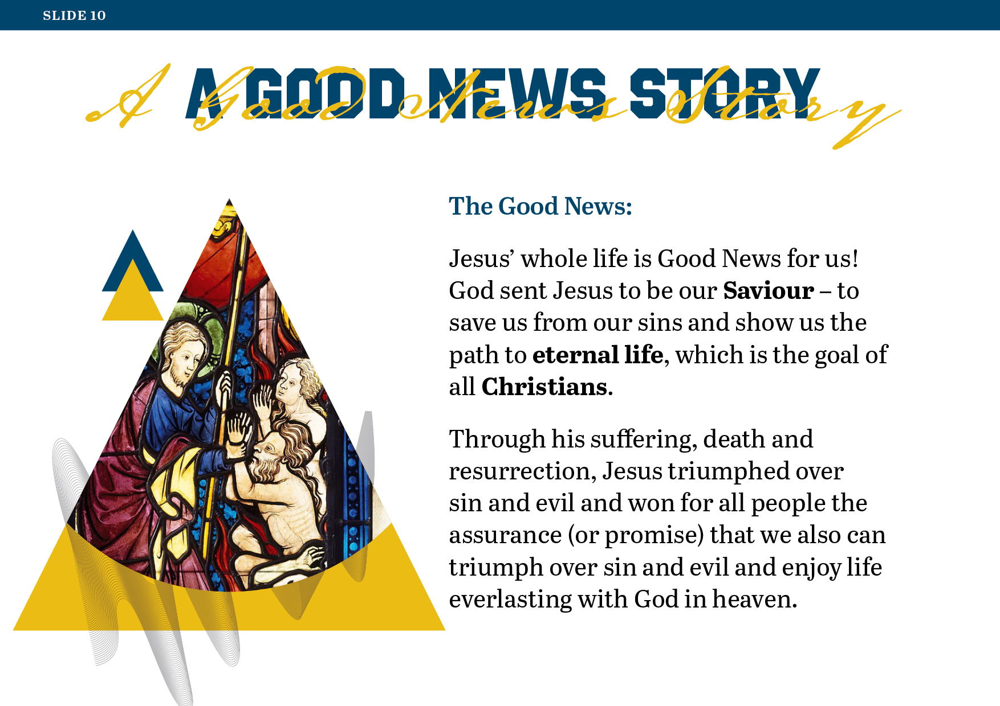 SLIDE 10
A GOOD NEWS STORY
A Good News Story
The Good News:
Jesus’ whole life is Good News for us!
God sent Jesus to be our Saviour – to
save us from our sins and show us the
path to eternal life, which is the goal of
all Christians.
Through his suffering, death and
resurrection, Jesus triumphed over
sin and evil and won for all people the
assurance (or promise) that we also can
triumph over sin and evil and enjoy life
everlasting with God in heaven.